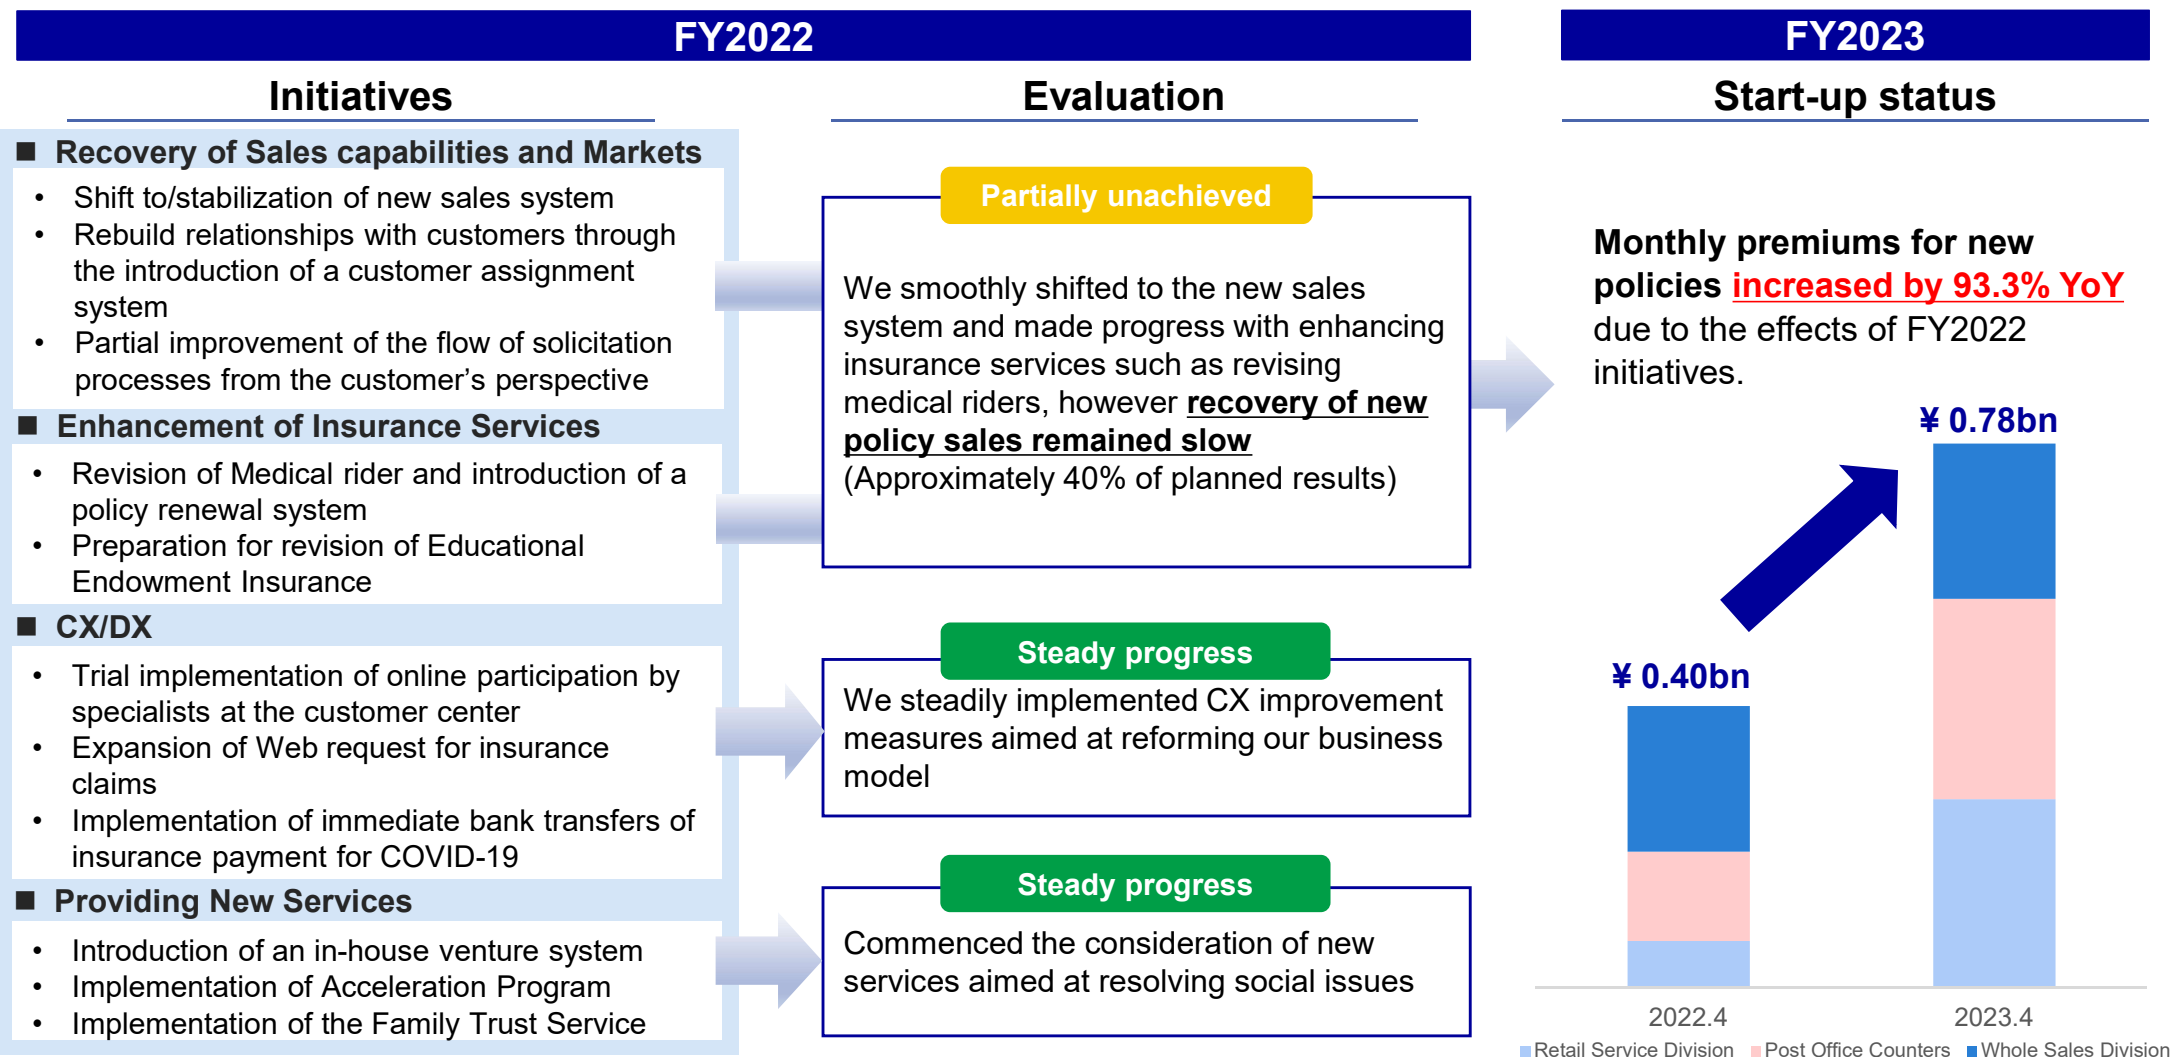 FY2022
Initiatives
Evaluation
■ Recovery of Sales capabilities and Markets
• Shift to/stabilization of new sales system
• Rebuild relationships with customers through
the introduction of a customer assignment
system
• Partial improvement of the flow of solicitation
processes from the customer’s perspective
■ Enhancement of Insurance Services
• Revision of Medical rider and introduction of a
policy renewal system
• Preparation for revision of Educational
Endowment Insurance
■ CX/DX
• Trial implementation of online participation by
specialists at the customer center
• Expansion of Web request for insurance
claims
• Implementation of immediate bank transfers of
insurance payment for COVID-19
■ Providing New Services
• Introduction of an in-house venture system
• Implementation of Acceleration Program
• Implementation of the Family Trust Service
Partially unachieved
We smoothly shifted to the new sales
system and made progress with enhancing
insurance services such as revising
medical riders, however recovery of new
policy sales remained slow
(Approximately 40% of planned results)
Steady progress
We steadily implemented CX improvement
measures aimed at reforming our business
model
Steady progress
Commenced the consideration of new
services aimed at resolving social issues
FY2023
Start-up status
Monthly premiums for new
policies increased by 93.3% YoY
due to the effects of FY2022
initiatives.
¥ 0.78bn
¥ 0.40bn
2022.4
2023.4
Retail Service Division
Post Office Counters
Whole Sales Division